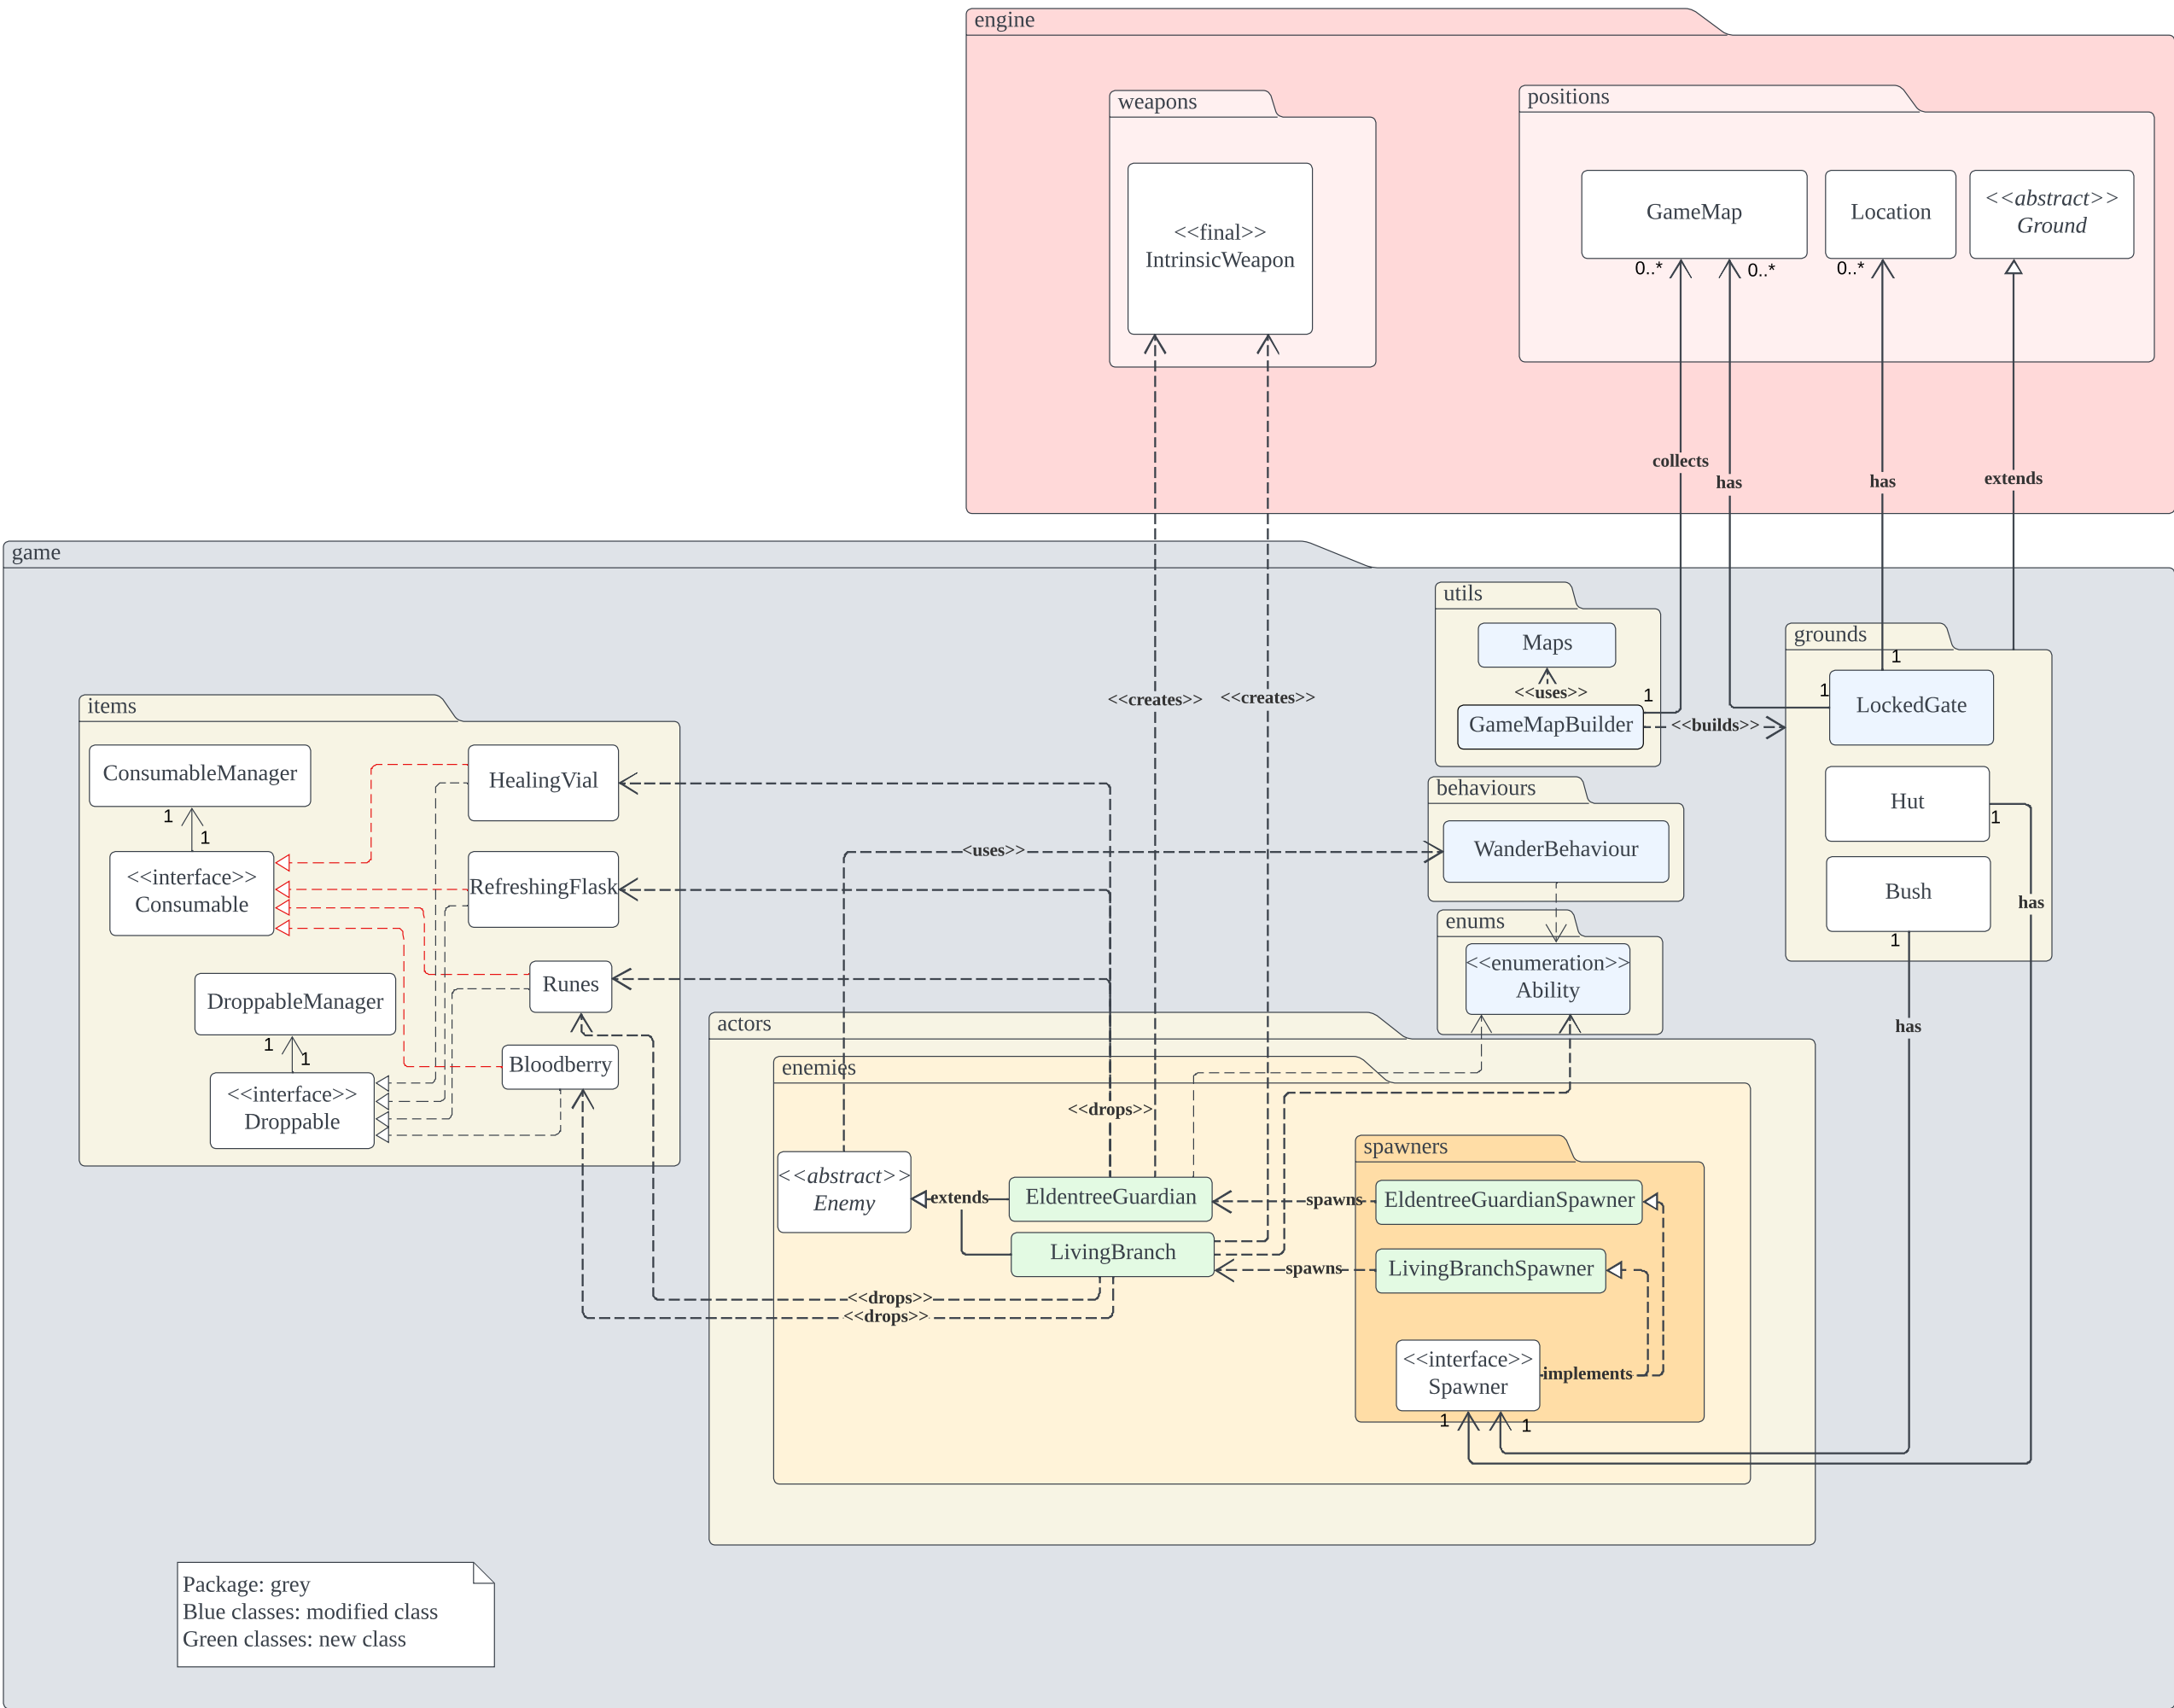 engine
weapons
positions
<<final>>
IntrinsicWeapon
GameMap
Location
<<abstract>>
Ground
0..*
0..*
0..*
collects
has
has
extends
game
utils
Maps
<<uses>>
GameMapBuilder
1
<<builds>>
grounds
1
1
LockedGate
Hut
1
Bush
1
has
has
<<creates>>
<<creates>>
items
ConsumableManager
1
1
<<interface>>
Consumable
HealingVial
RefreshingFlask
Runes
Bloodberry
DroppableManager
1
1
<<interface>>
Droppable
behaviours
WanderBehaviour
<uses>>
enums
<<enumeration>>
Ability
actors
enemies
<<drops>>
<<abstract>>
Enemy
extends
EldentreeGuardian
LivingBranch
spawns
spawns
<<drops>>
<<drops>>
spawners
EldentreeGuardianSpawner
LivingBranchSpawner
<<interface>>
Spawner
implements
1
1
Package: grey
Blue classes: modified class
Green classes: new class